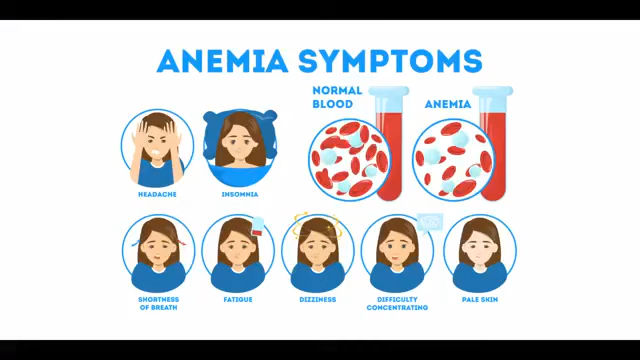 ANEMIA SYMPTOMS
NORMAL
BLOOD
ANEMIA
HEADACHE
INSOMNIA
SHORTNESS
OF BREATH
FATIGUE
DIZZINESS
DIFFICULTY
CONCENTRATING
PALE SKIN